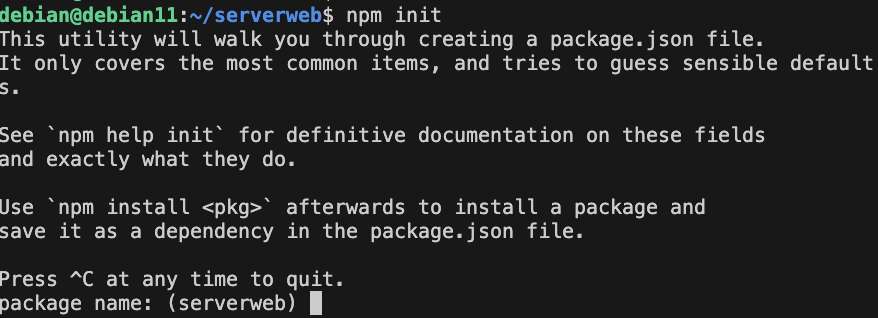 debian@debian11:~/serverweb$ npm init
This utility will walk you through creating a package.json file.
It only covers the most common items, and tries to guess sensible default
s.
See `npm help init` for definitive documentation on these fields
and exactly what they do.
Use `npm install <pkg>` afterwards to install a package and
save it as a dependency in the package.json file.
Press ^C at any time to quit.
package name: (serverweb)